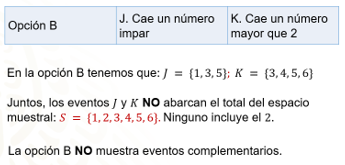 Opción B
J. Cae un número impar
K. Cae un número mayor que 2
En la opción B tenemos que: J = {1, 3, 5}; K = {3, 4, 5, 6}
Juntos, los eventos J y K NO abarcan el total del espacio
muestral: S = {1, 2, 3, 4, 5, 6}. Ninguno incluye el 2.
La opción B NO muestra eventos complementarios.